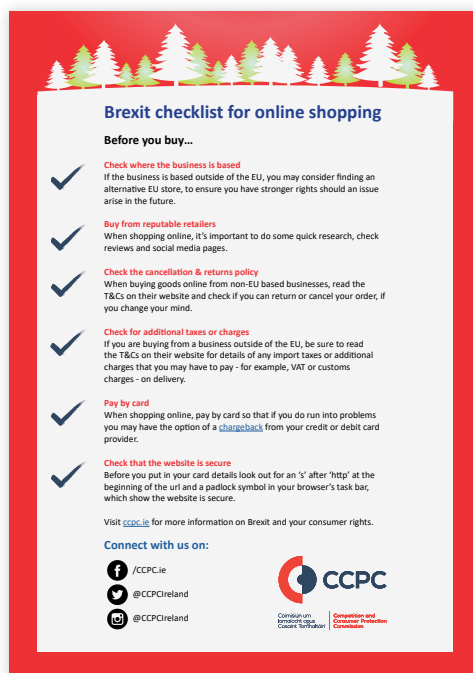 Brexit checklist for online shopping
Before you buy...
Check where the business is based
If the business is based outside of the EU, you may consider finding an
alternative EU store, to ensure you have stronger rights should an issue
arise in the future.
Buy from reputable retailers
When shopping online, it's important to do some quick research, check
reviews and social media pages.
Check the cancellation & returns policy
When buying goods online from non-EU based businesses, read the
T&Cs on their website and check if you can return or cancel your order, if
you change your mind.
Check for additional taxes or charges
If you are buying from a business outside of the EU, be sure to read
the T&Cs on their website for details of any import taxes or additional
charges that you may have to pay - for example, VAT or customs
charges - on delivery.
Pay by card
When shopping online, pay by card so that if you do run into problems
you may have the option of a chargeback from your credit or debit card
provider.
Check that the website is secure
Before you put in your card details look out for an 's' after 'http' at the
beginning of the url and a padlock symbol in your browser's task bar,
which show the website is secure.
Visit ccpc.ie for more information on Brexit and your consumer rights.
Connect with us on:
/CCPC.ie
@CCPCIreland
@CCPCIreland
CCPC
Coimisiún um
Iomaíocht agus
Cosaint Tomhaltóirí
Competition and
Consumer Protection
Commission